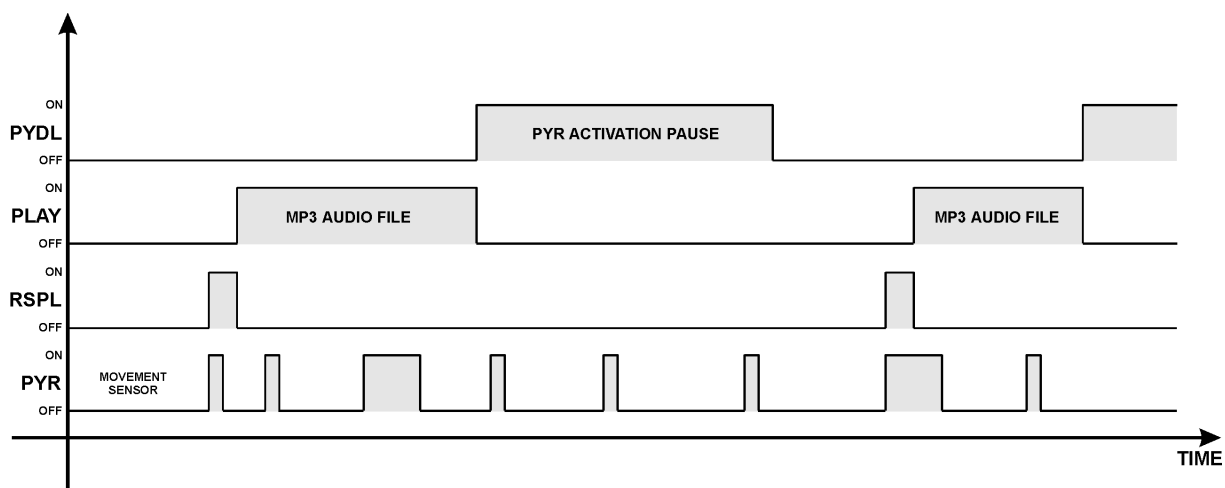 ON
PYDL
PYR ACTIVATION PAUSE
OFF
ON
PLAY
MP3 AUDIO FILE
MP3 AUDIO FILE
OFF
ON
RSPL
OFF
ON
PYR
MOVEMENT
SENSOR
OFF
TIME